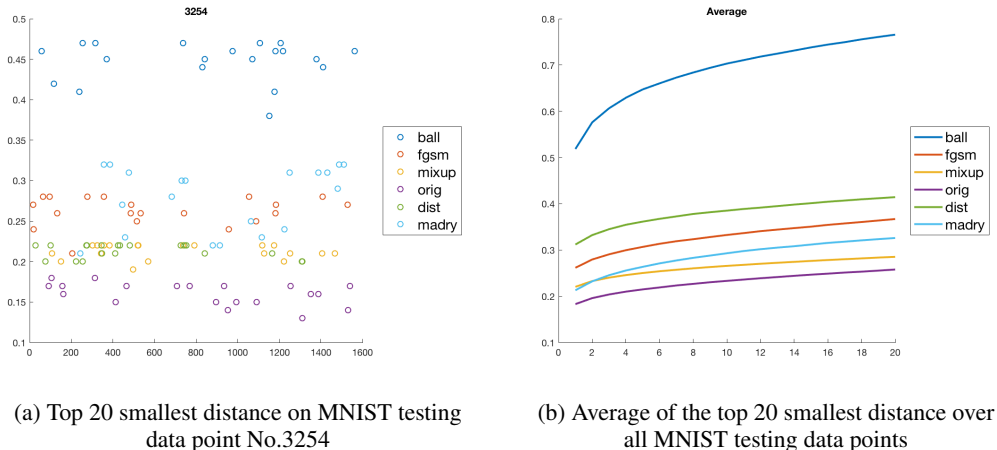 3254
0.5
0.45
0.4
0.35
0.3
0.25
0.2
0.15
0.1
0 200 400 600 800 1000 1200 1400 1600
ball
fgsm
mixup
orig
dist
madry
Average
0.8
0.7
0.6
0.5
0.4
0.3
0.2
0.1
0 2 4 6 8 10 12 14 16 18 20
ball
fgsm
mixup
orig
dist
madry
(a) Top 20 smallest distance on MNIST testing
data point No.3254
(b) Average of the top 20 smallest distance over
all MNIST testing data points